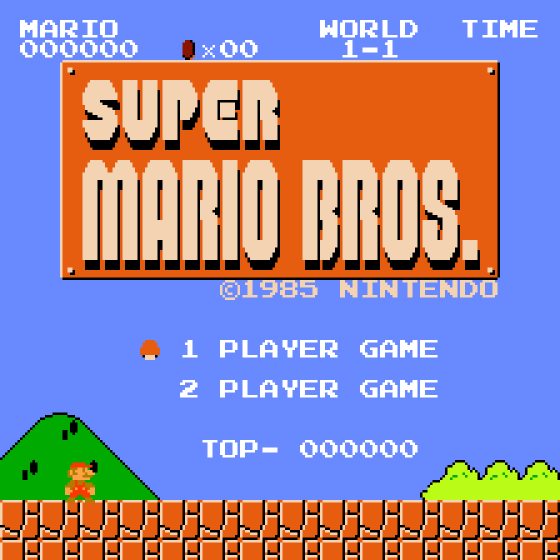 MARIO WORLD TIME
000000 x00 1-1
SUPER
MARIO BROS.
©1985 NINTENDO
1 PLAYER GAME
2 PLAYER GAME
TOP- 000000